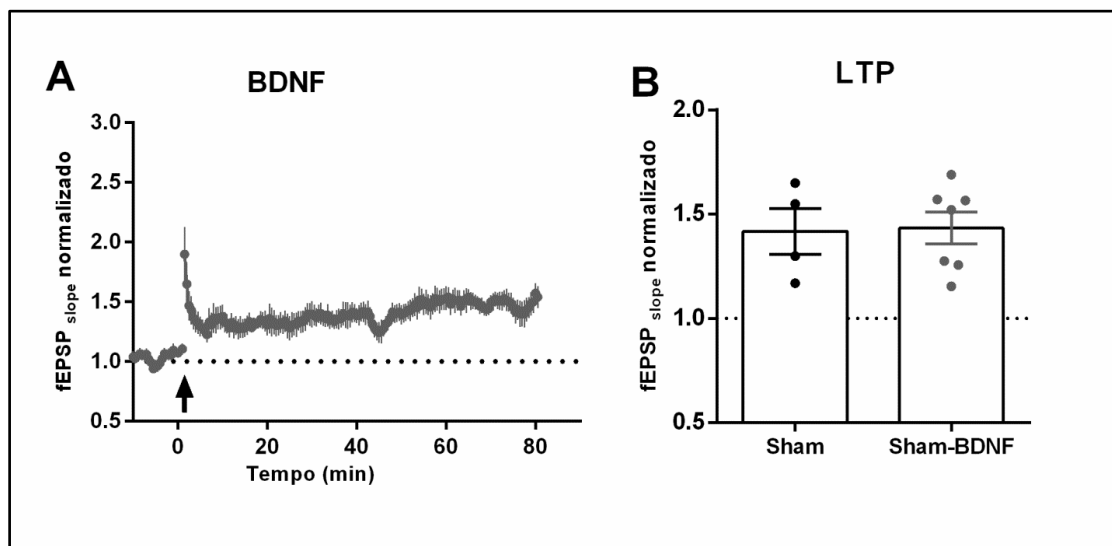 A
BDNF
fEPSP slope normalizado
3.0
2.5
2.0
1.5
1.0
0.5
0
20
40
60
80
Tempo (min)
B
LTP
fEPSP slope normalizado
2.0
1.5
1.0
0.5
Sham
Sham-BDNF